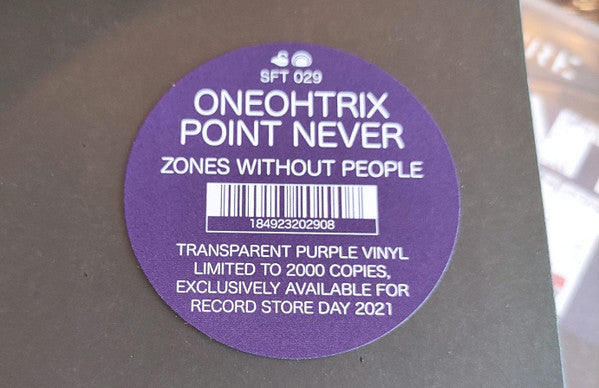 SFT 029
ONEOHTRIX
POINT NEVER
ZONES WITHOUT PEOPLE
184923202908
TRANSPARENT PURPLE VINYL
LIMITED TO 2000 COPIES,
EXCLUSIVELY AVAILABLE FOR
RECORD STORE DAY 2021